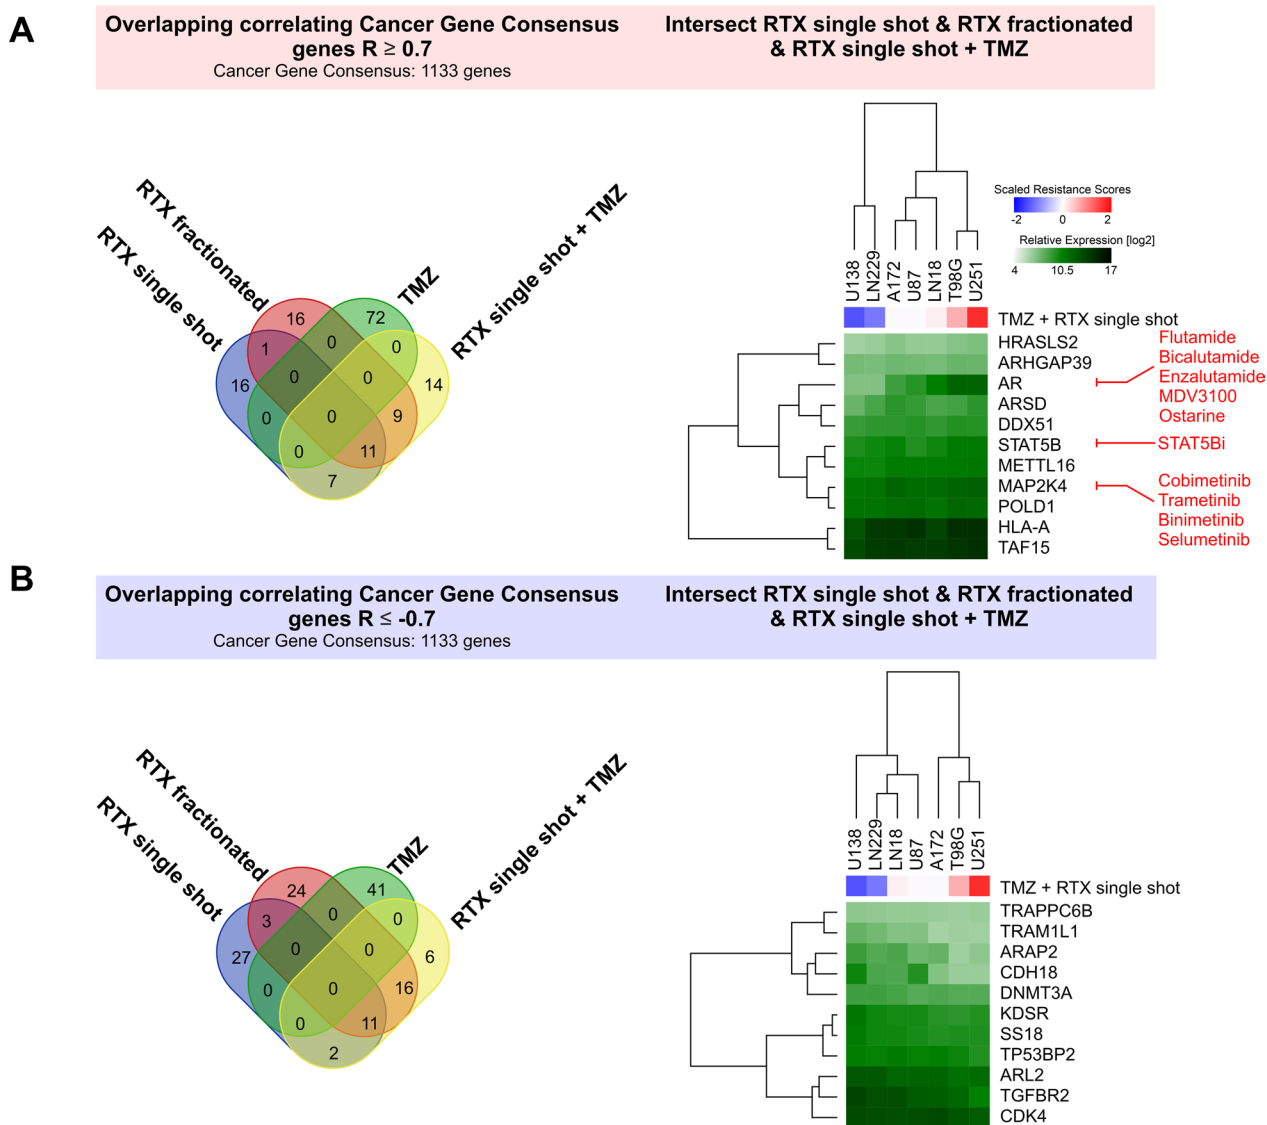 A
Overlapping correlating Cancer Gene Consensus
genes R ≥ 0.7
Cancer Gene Consensus: 1133 genes
Intersect RTX single shot & RTX fractionated
& RTX single shot + TMZ
RTX single shot
RTX fractionated
TMZ
RTX single shot + TMZ
16
72
1
0
0
16
0
0
14
0
0
9
0
11
7
Scaled Resistance Scores
-2 0 2
Relative Expression [log2]
4 10.5 17
U138
LN229
A172
U87
LN18
T98G
U251
TMZ + RTX single shot
HRASLS2
ARHGAP39
AR
ARSD
DDX51
STAT5B
METTL16
MAP2K4
POLD1
HLA-A
TAF15
Flutamide
Bicalutamide
Enzalutamide
MDV3100
Ostarine
STAT5Bi
Cobimetinib
Trametinib
Binimetinib
Selumetinib
B
Overlapping correlating Cancer Gene Consensus
genes R ≤ -0.7
Cancer Gene Consensus: 1133 genes
Intersect RTX single shot & RTX fractionated
& RTX single shot + TMZ
RTX single shot
RTX fractionated
TMZ
RTX single shot + TMZ
24
41
3
0
0
27
0
0
6
0
0
16
0
11
2
U138
LN229
LN18
U87
A172
T98G
U251
TMZ + RTX single shot
TRAPPC6B
TRAM1L1
ARAP2
CDH18
DNMT3A
KDSR
SS18
TP53BP2
ARL2
TGFBR2
CDK4